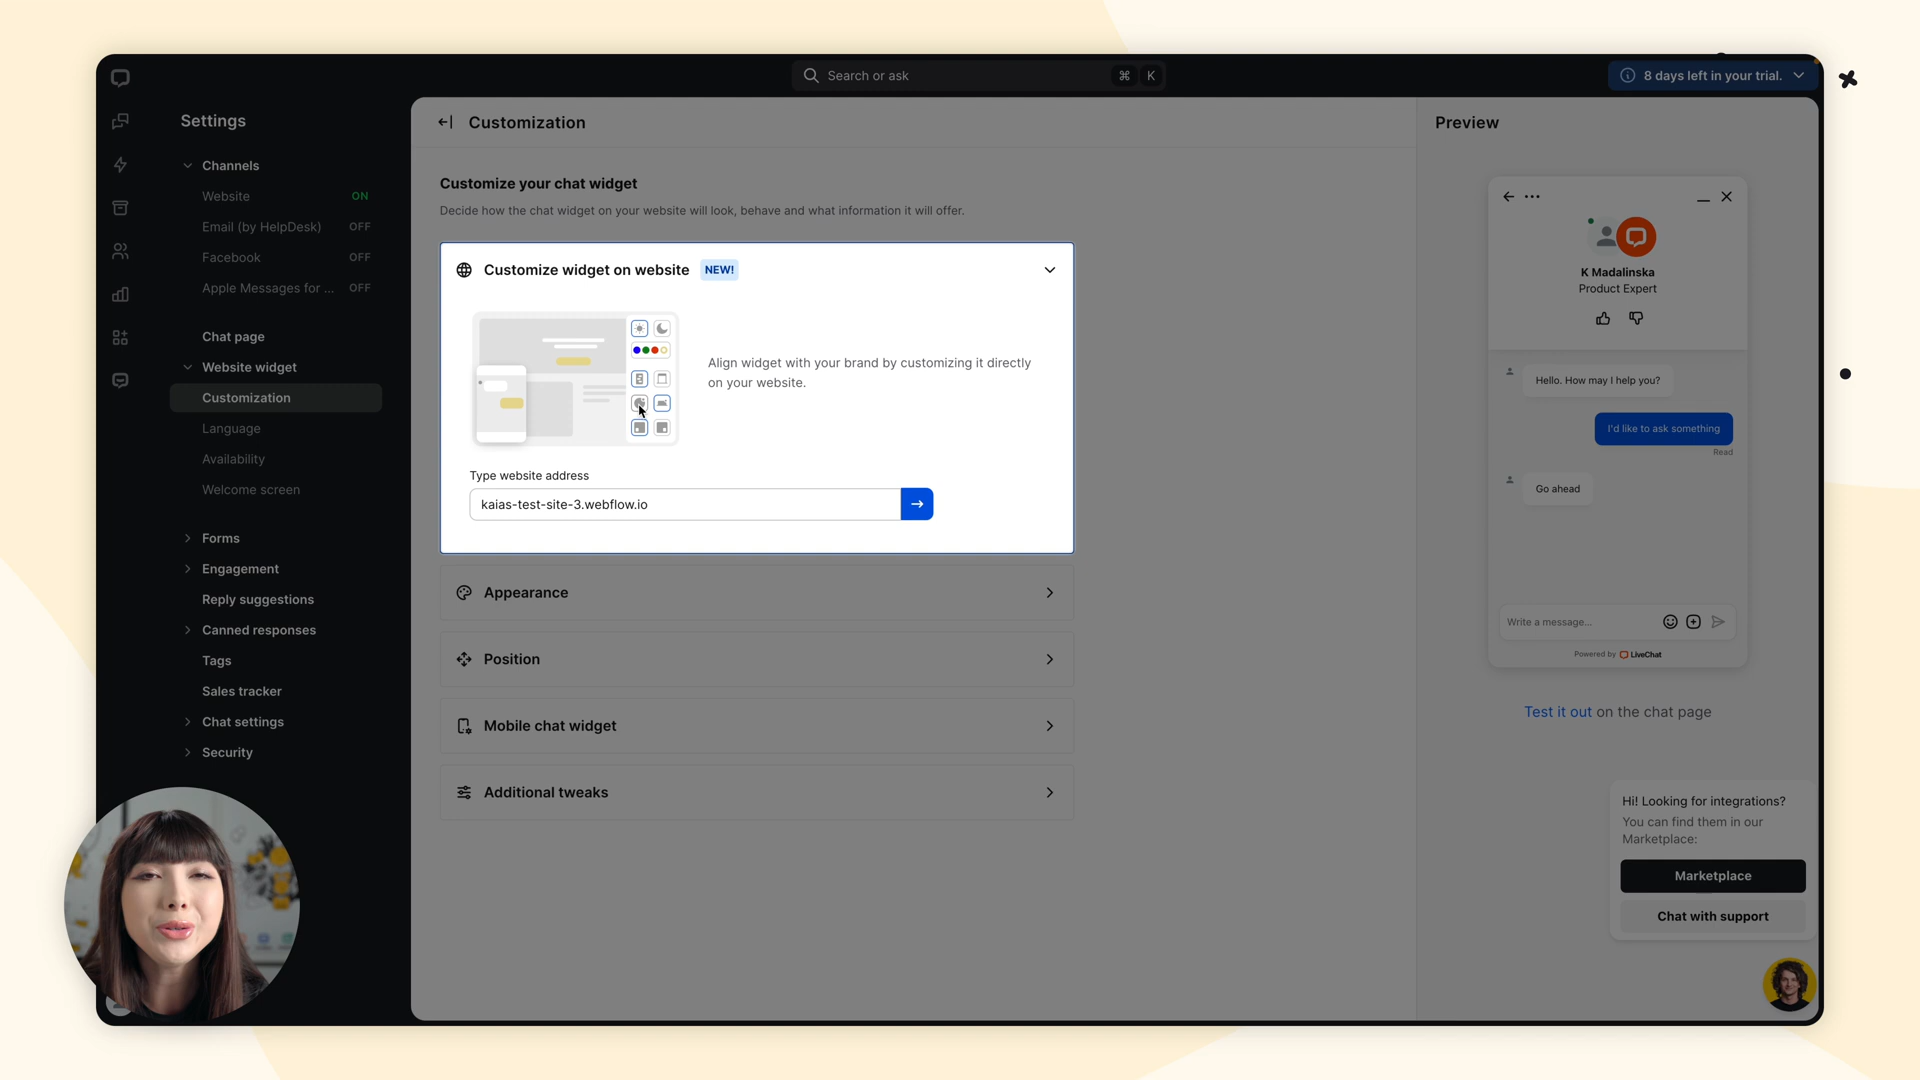 Search or ask
⌘ K
8 days left in your trial.
Settings
Channels
Website ON
Email (by HelpDesk) OFF
Facebook OFF
Apple Messages for ... OFF
Chat page
Website widget
Customization
Language
Availability
Welcome screen
Forms
Engagement
Reply suggestions
Canned responses
Tags
Sales tracker
Chat settings
Security
Customization
Customize your chat widget
Decide how the chat widget on your website will look, behave and what information it will offer.
Customize widget on website NEW!
Align widget with your brand by customizing it directly
on your website.
Type website address
kaias-test-site-3.webflow.io
Appearance
Position
Mobile chat widget
Additional tweaks
Preview
K Madalinska
Product Expert
Hello. How may I help you?
I'd like to ask something
Read
Go ahead
Write a message...
Powered by LiveChat
Test it out on the chat page
Hi! Looking for integrations?
You can find them in our
Marketplace:
Marketplace
Chat with support